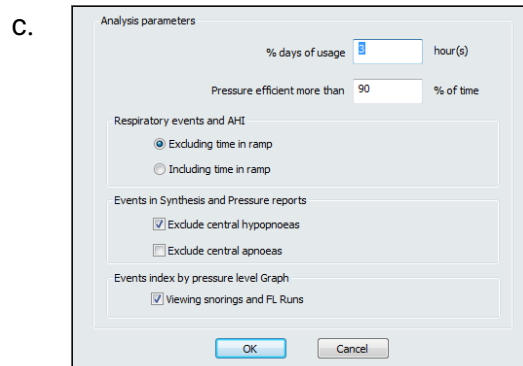 c.
Analysis parameters
% days of usage 3 hour(s)
Pressure efficient more than 90 % of time
Respiratory events and AHI
Excluding time in ramp
Including time in ramp
Events in Synthesis and Pressure reports
Exclude central hypopnoeas
Exclude central apnoeas
Events index by pressure level Graph
Viewing snorings and FL Runs
OK Cancel